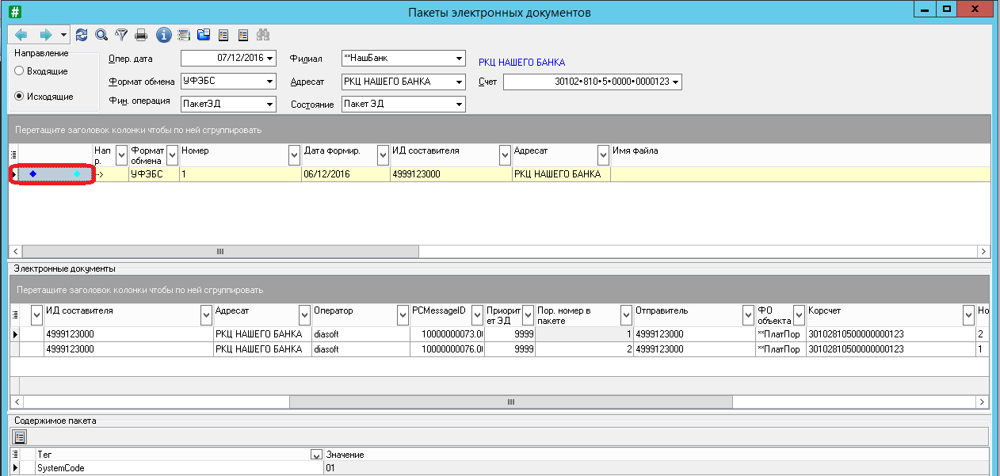 Пакеты электронных документов
Направление
Входящие
Исходящие
Опер. дата 07/12/2016
Филиал **НашБанк
РКЦ НАШЕГО БАНКА
Формат обмена УФЭБС
Адресат РКЦ НАШЕГО БАНКА
Счет 30102•810•5•0000•0000123
Фин. операция ПакетЭД
Состояние Пакет ЭД
Перетащите заголовок колонки чтобы по ней сгруппировать
Нап р. Формат обмена Номер Дата формир. ИД составителя Адресат Имя Файла
-> УФЭБС 1 06/12/2016 4999123000 РКЦ НАШЕГО БАНКА
Электронные документы
Перетащите заголовок колонки чтобы по ней сгруппировать
ИД составителя Адресат Оператор PCMessageID Приорит ет ЭД Пор. номер в пакете Отправитель ФО объекта Корсчет Но
4999123000 РКЦ НАШЕГО БАНКА diasoft 10000000073.0 9999 1 4999123000 **ПлатПор 30102810500000000123 2
4999123000 РКЦ НАШЕГО БАНКА diasoft 10000000076.0 9999 2 4999123000 **ПлатПор 30102810500000000123 1
Содержимое пакета
Тег Значение
SystemCode 01